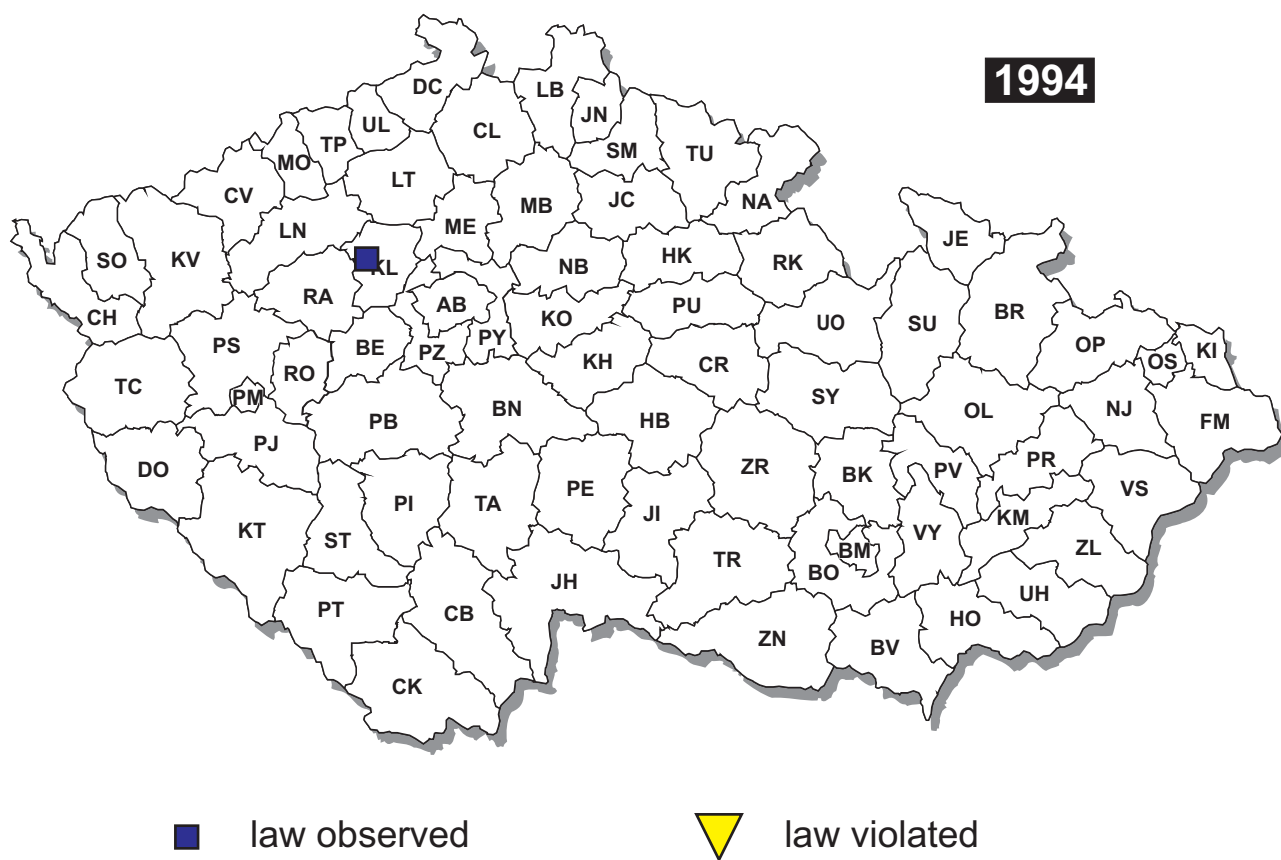 1994
DC
LB
JN
UL
CL
TP
MO
SM
TU
LT
CV
MB
JC
NA
LN
ME
JE
SO
KV
KL
NB
HK
RK
RA
AB
BR
CH
KO
PU
UO
SU
PS
BE
PZ
PY
OP
KI
OS
TC
RO
KH
CR
PM
SY
PB
BN
HB
OL
NJ
FM
PJ
DO
ZR
BK
PV
PR
VS
KT
PI
TA
PE
JI
KM
ST
VY
ZL
TR
BO
BM
JH
PT
CB
UH
HO
ZN
BV
CK
law observed
law violated